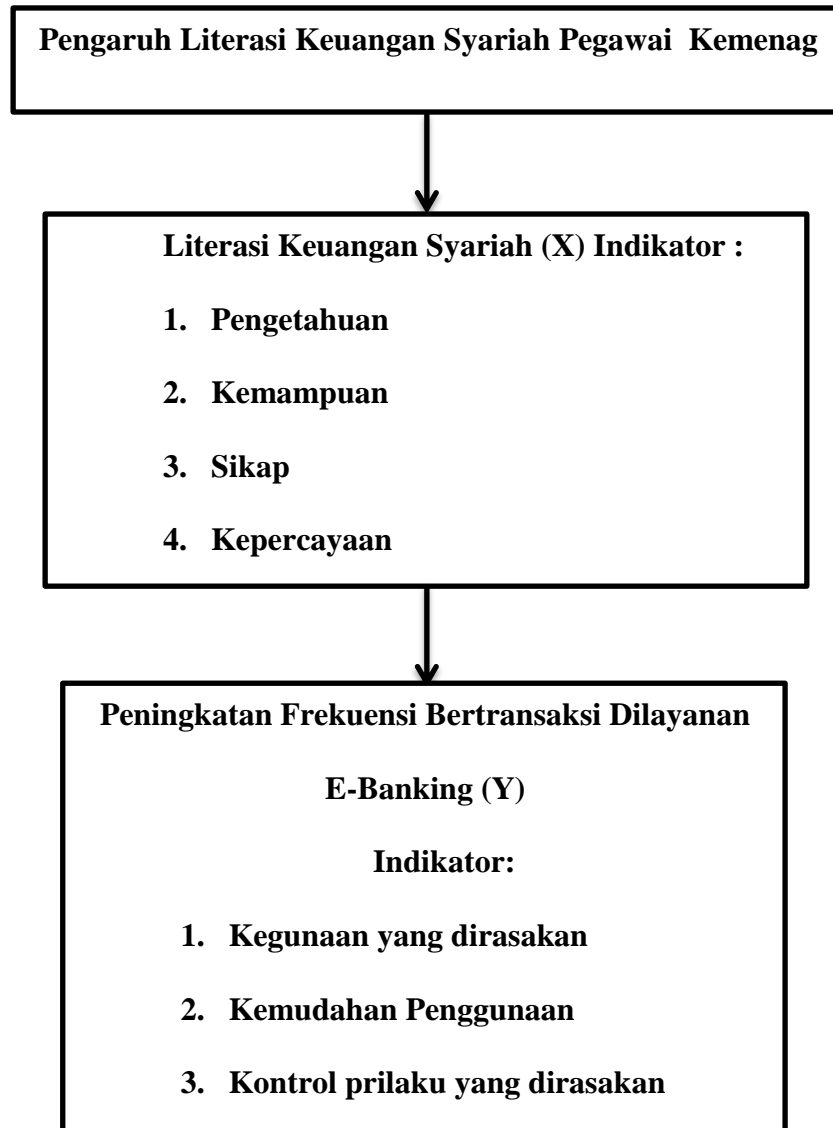 Pengaruh Literasi Keuangan Syariah Pegawai Kemenag
Literasi Keuangan Syariah (X) Indikator :
1. Pengetahuan
2. Kemampuan
3. Sikap
4. Kepercayaan
Peningkatan Frekuensi Bertransaksi Dilayanan
E-Banking (Y)
Indikator:
1. Kegunaan yang dirasakan
2. Kemudahan Penggunaan
3. Kontrol prilaku yang dirasakan